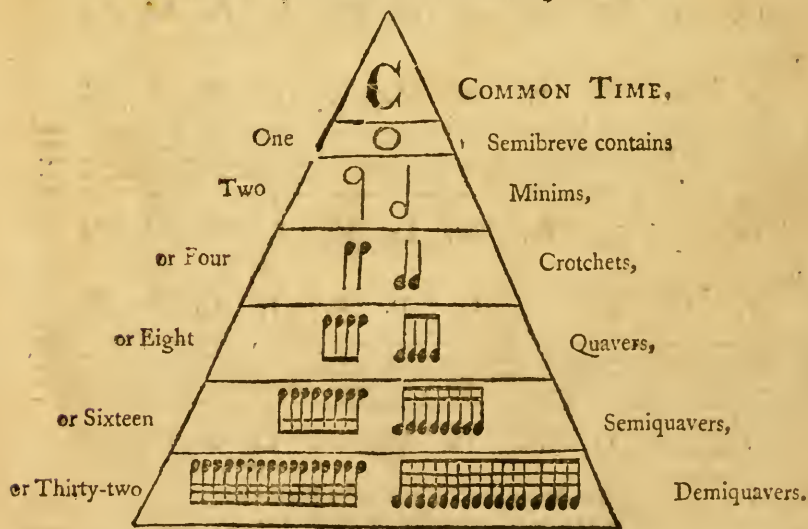 C COMMON TIME,
One Semibreve contains
Two Minims,
or Four Crotchets,
or Eight Quavers,
or Sixteen Semiquavers,
or Thirty-two Demiquavers.